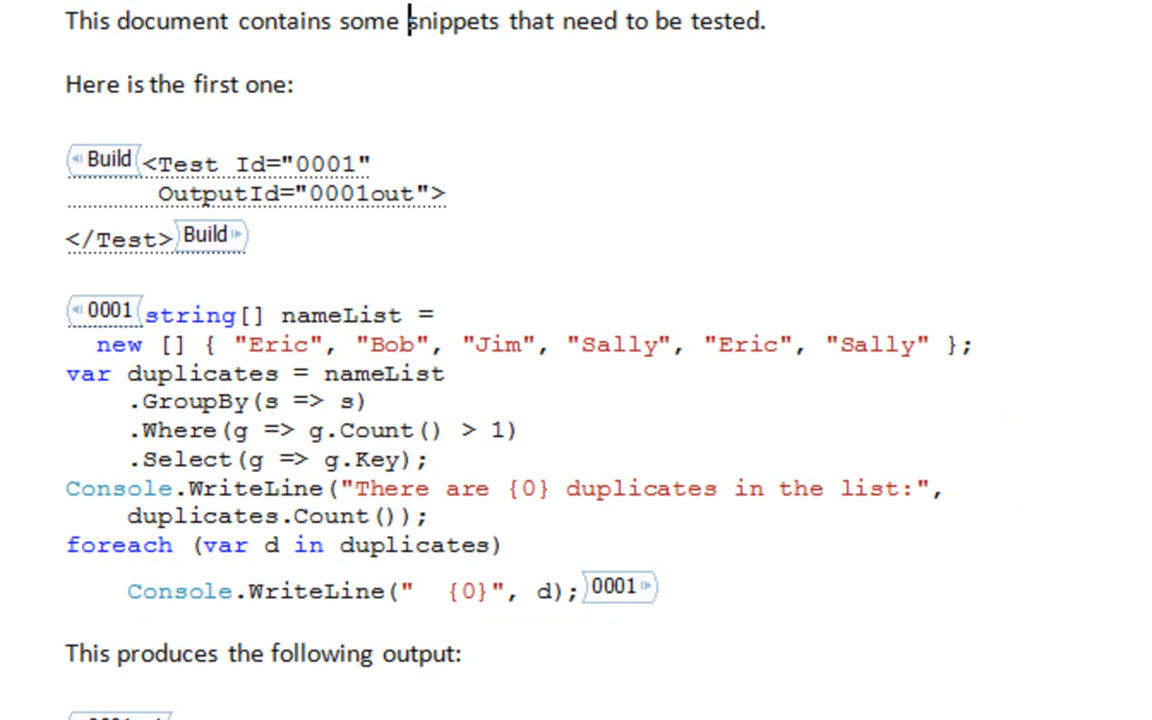 This document contains some snippets that need to be tested.
Here is the first one:
Build <Test Id="0001"
OutputId="0001out">
</Test> Build
0001 string[] nameList =
new [] { "Eric", "Bob", "Jim", "Sally", "Eric", "Sally" };
var duplicates = nameList
.GroupBy(s => s)
.Where(g => g.Count() > 1)
.Select(g => g.Key);
Console.WriteLine("There are {0} duplicates in the list:",
duplicates.Count());
foreach (var d in duplicates)
Console.WriteLine("  {0}", d); 0001
This produces the following output: